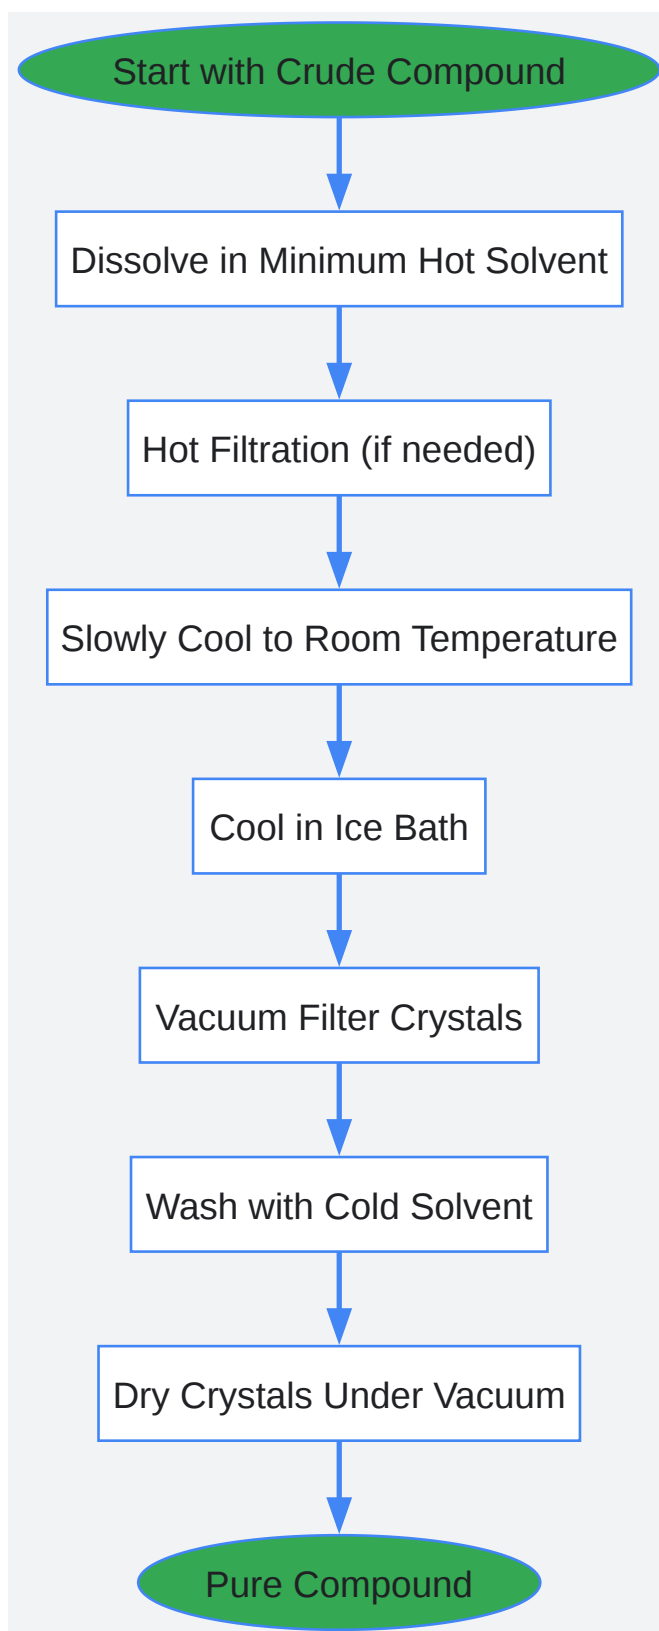 Start with Crude Compound
Dissolve in Minimum Hot Solvent
Hot Filtration (if needed)
Slowly Cool to Room Temperature
Cool in Ice Bath
Vacuum Filter Crystals
Wash with Cold Solvent
Dry Crystals Under Vacuum
Pure Compound